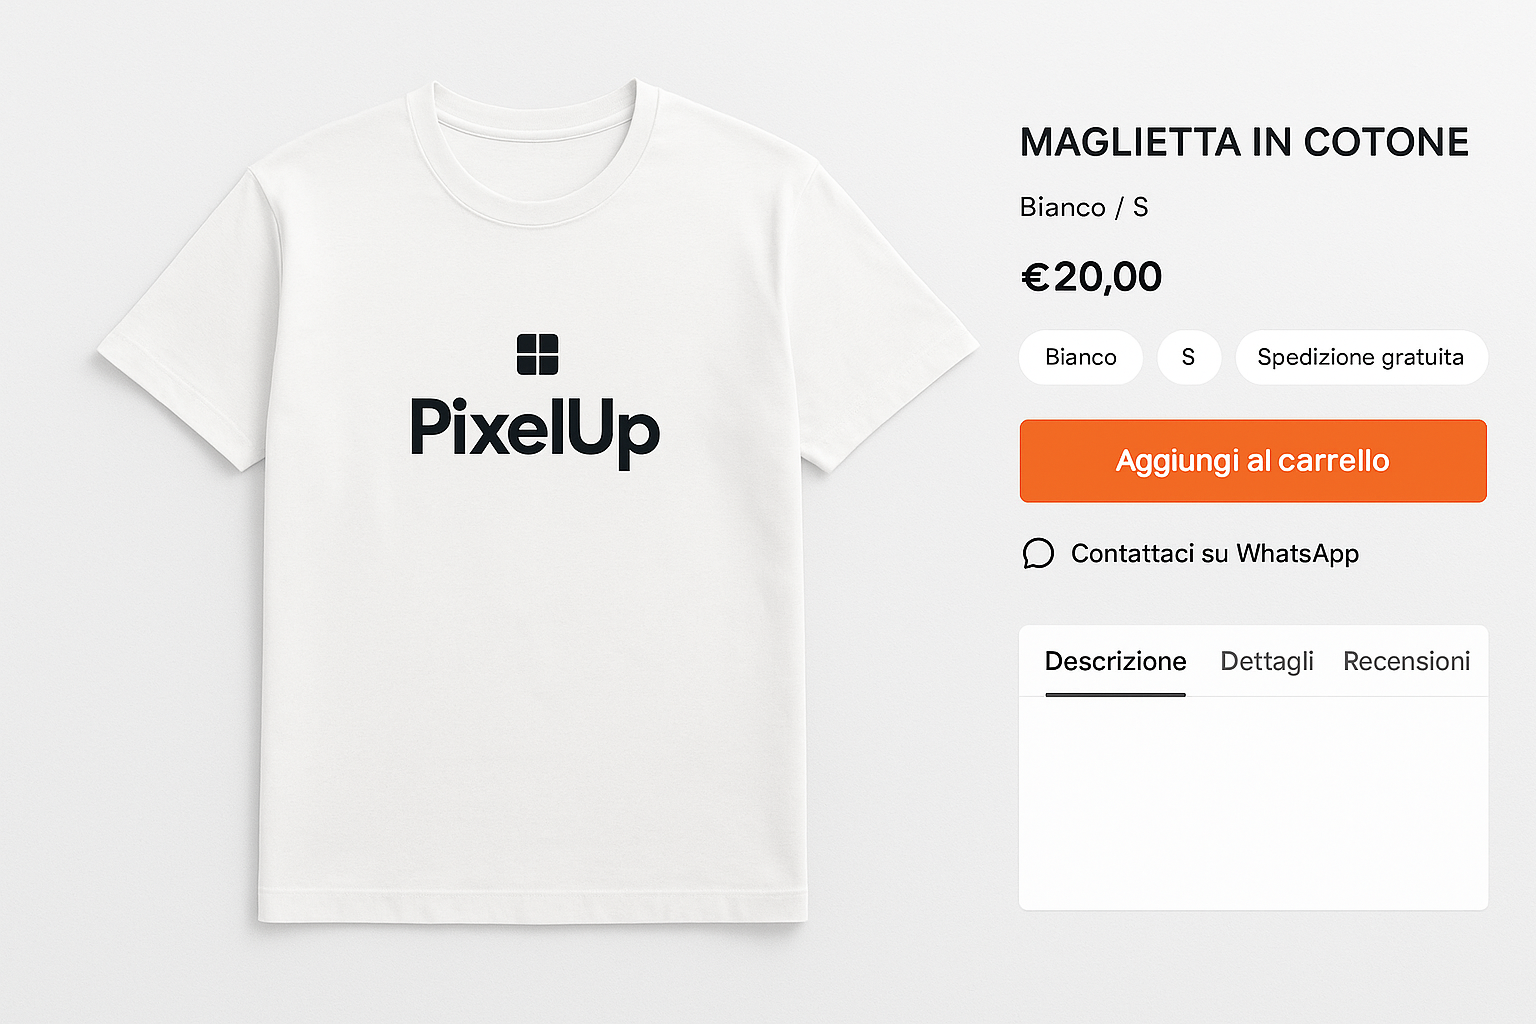 PixelUp
MAGLIETTA IN COTONE
Bianco / S
€20,00
Bianco S Spedizione gratuita
Aggiungi al carrello
Contattaci su WhatsApp
Descrizione Dettagli Recensioni